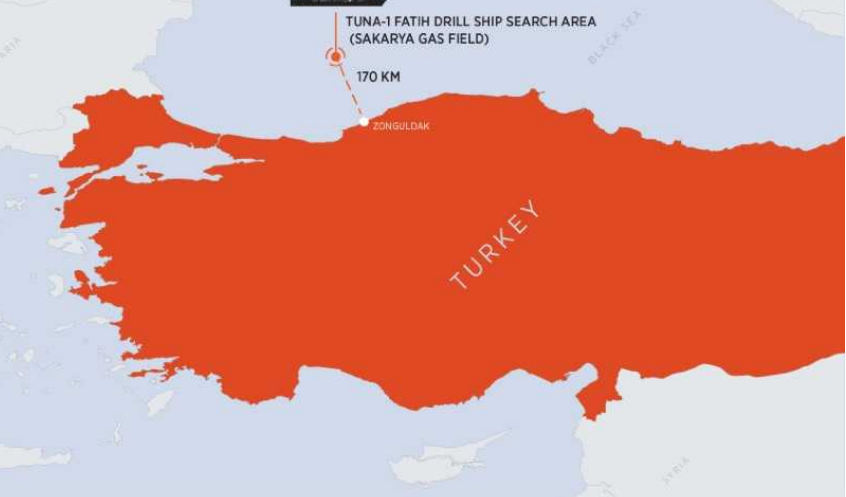 TUNA-1 FATIH DRILL SHIP SEARCH AREA
(SAKARYA GAS FIELD)
170 KM
BLACK SEA
ZONGULDAK
TURKEY
SYRIA